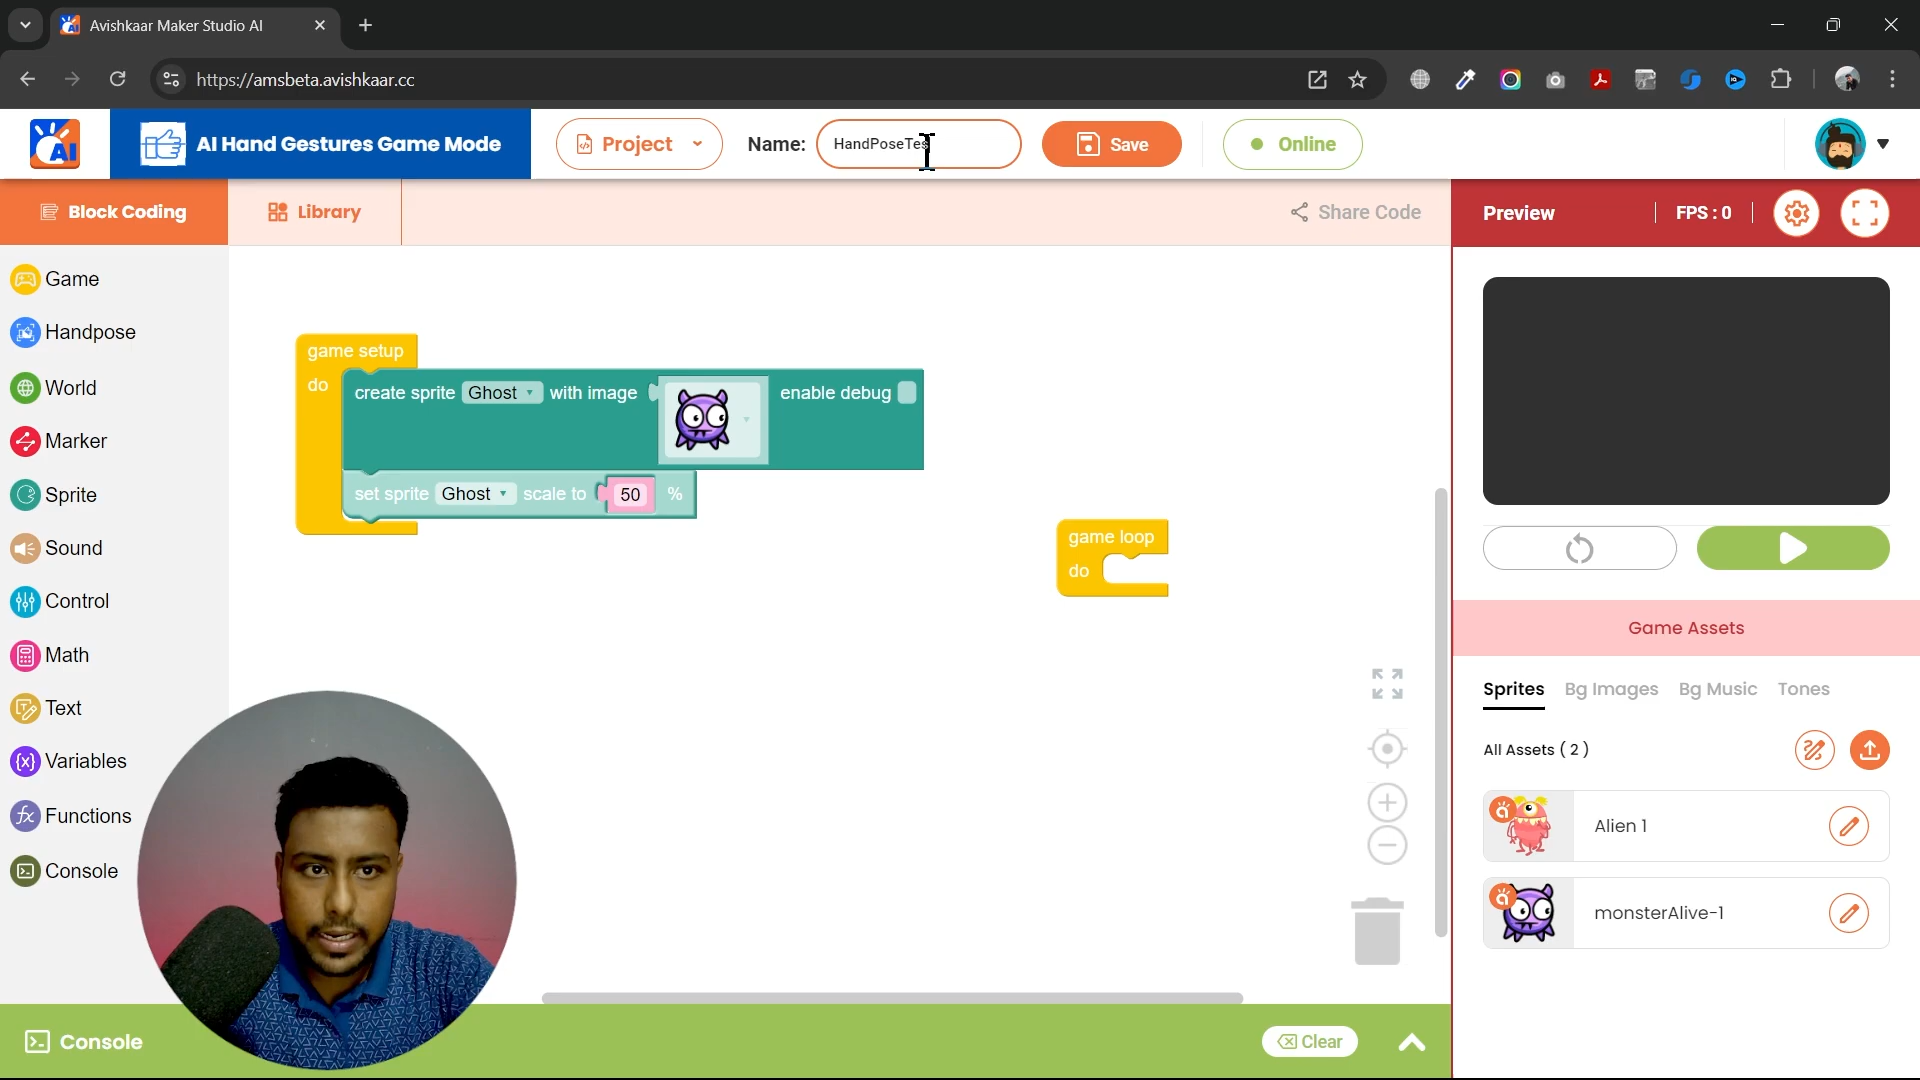 Avishkaar Maker Studio AI
https://amsbeta.avishkaar.cc
AI
AI Hand Gestures Game Mode
Project
Name:
HandPoseTes
Save
Online
Block Coding
Library
Share Code
Preview
FPS : 0
Game
Handpose
World
Marker
Sprite
Sound
Control
Math
Text
Variables
Functions
Console
game setup
do
create sprite Ghost with image enable debug
set sprite Ghost scale to 50 %
game loop
do
Game Assets
Sprites Bg Images Bg Music Tones
All Assets ( 2 )
Alien 1
monsterAlive-1
Console
Clear